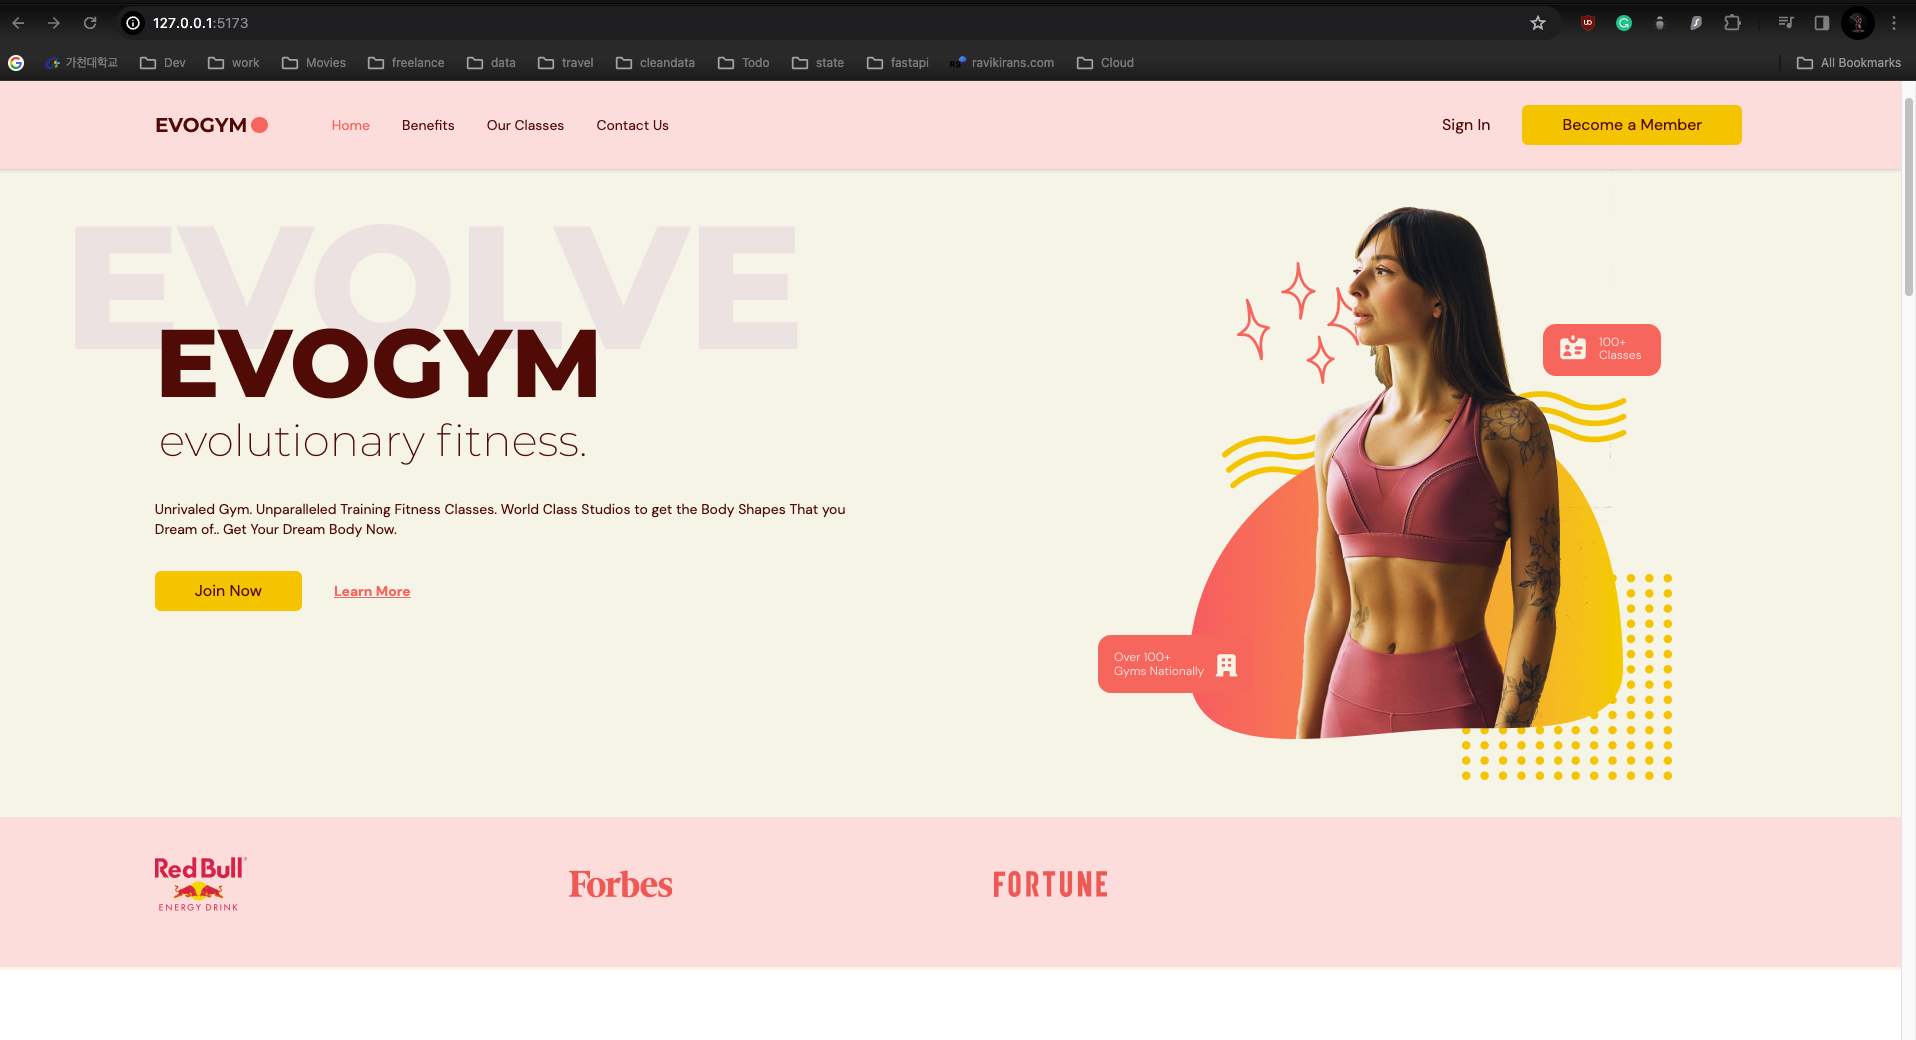 127.0.0.1:5173
가천대학교 Dev work Movies freelance data travel cleandata Todo state fastapi ravikirans.com Cloud All Bookmarks
EVOGYM Home Benefits Our Classes Contact Us Sign In Become a Member
EVOLVE
EVOGYM
evolutionary fitness.
Unrivaled Gym. Unparalleled Training Fitness Classes. World Class Studios to get the Body Shapes That you
Dream of.. Get Your Dream Body Now.
Join Now Learn More
100+
Classes
Over 100+
Gyms Nationally
Red Bull
ENERGY DRINK
Forbes
FORTUNE